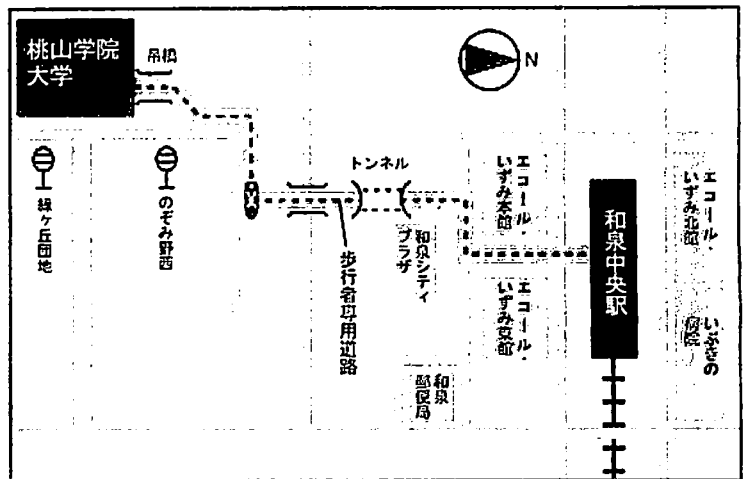 桃山学院
大学
吊橋
N
緑ヶ丘団地
のぞみ野西
トンネル
歩行者専用道路
和泉シティ
プラザ
エコール・
いずみ本館
エコール・
いずみ東館
和泉
郵便局
和泉中央駅
エコール・
いずみ北館
いぶきの
病院